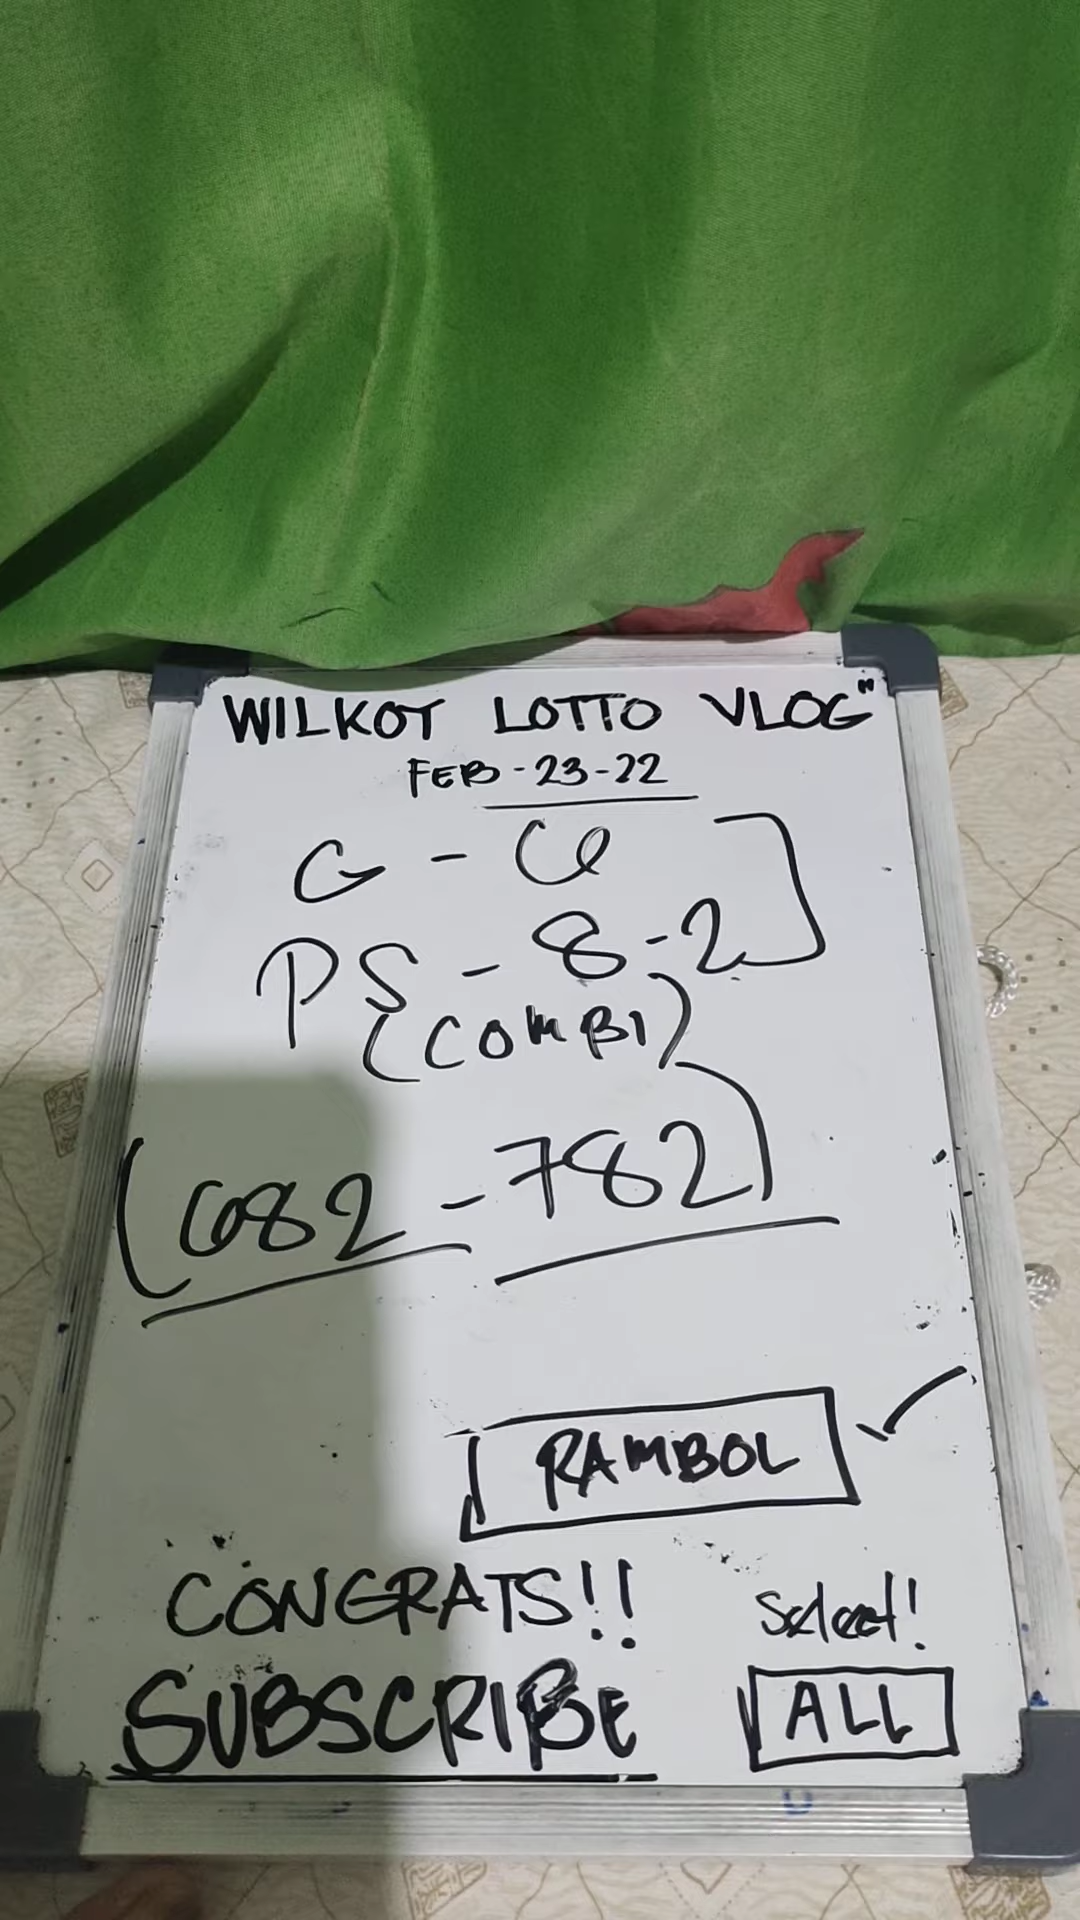 WILKOT LOTTO VLOG"
FEB-23-22
G - 6
PS - 8-2
(COMBI)
(682 - 782)
RAMBOL
CONGRATS!! Select!
SUBSCRIBE ALL